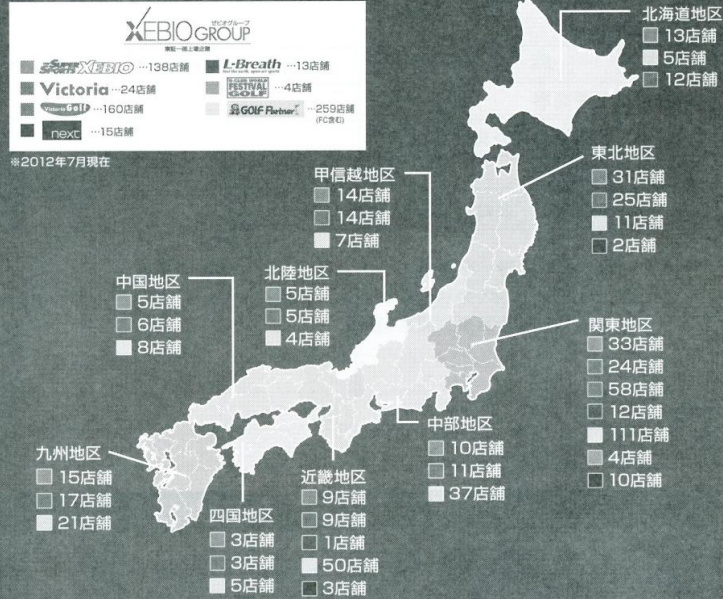 XEBIO GROUP
ゼビオグループ
東証一部上場企業
SUPER SPORTS XEBIO …138店舗
Victoria …24店舗
Victoria Golf …160店舗
next …15店舗
L-Breath …13店舗
WORLD FESTIVAL GOLF …4店舗
GOLF Partner …259店舗
(FC含む)
※2012年7月現在
北海道地区
13店舗
5店舗
12店舗
東北地区
31店舗
25店舗
11店舗
2店舗
甲信越地区
14店舗
14店舗
7店舗
北陸地区
5店舗
5店舗
4店舗
中国地区
5店舗
6店舗
8店舗
関東地区
33店舗
24店舗
58店舗
12店舗
111店舗
4店舗
10店舗
中部地区
10店舗
11店舗
37店舗
九州地区
15店舗
17店舗
21店舗
四国地区
3店舗
3店舗
5店舗
近畿地区
9店舗
9店舗
1店舗
50店舗
3店舗